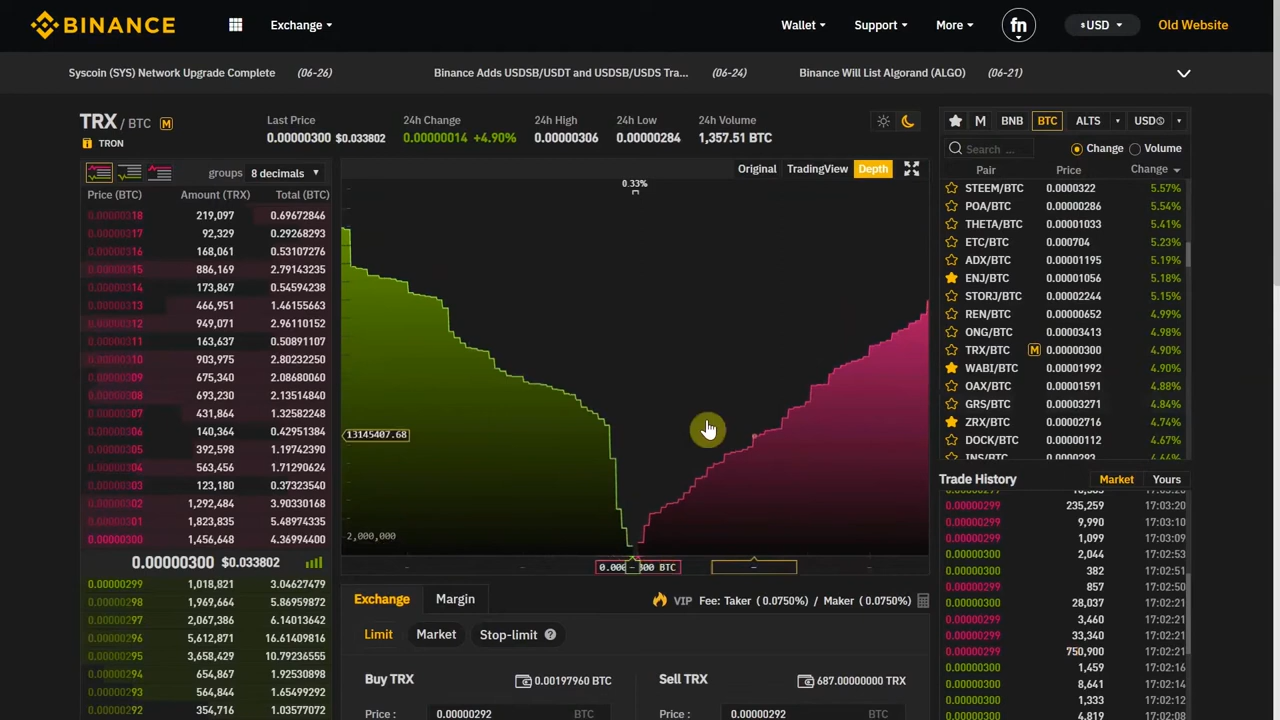 BINANCE
Exchange
Wallet
Support
More
fn
$USD
Old Website
Syscoin (SYS) Network Upgrade Complete (06-26)
Binance Adds USDSB/USDT and USDSB/USDS Tra... (06-24)
Binance Will List Algorand (ALGO) (06-21)
TRX / BTC M
TRON
Last Price
0.00000300 $0.033802
24h Change
0.00000014 +4.90%
24h High
0.00000306
24h Low
0.00000284
24h Volume
1,357.51 BTC
groups 8 decimals
Price (BTC) Amount (TRX) Total (BTC)
0.00000318 219,097 0.69672846
0.00000317 92,329 0.29268293
0.00000316 168,061 0.53107276
0.00000315 886,169 2.79143235
0.00000314 173,867 0.54594238
0.00000313 466,951 1.46155663
0.00000312 949,071 2.96110152
0.00000311 163,637 0.50891107
0.00000310 903,975 2.80232250
0.00000309 675,340 2.08680060
0.00000308 693,230 2.13514840
0.00000307 431,864 1.32582248
0.00000306 140,364 0.42951384
0.00000305 392,598 1.19742390
0.00000304 563,456 1.71290624
0.00000303 123,180 0.37323540
0.00000302 1,292,484 3.90330168
0.00000301 1,823,835 5.48974335
0.00000300 1,456,648 4.36994400
0.00000300 $0.033802
0.00000299 1,018,821 3.04627479
0.00000298 1,969,664 5.86959872
0.00000297 2,067,386 6.14013642
0.00000296 5,612,871 16.61409816
0.00000295 3,658,429 10.79236555
0.00000294 654,867 1.92530898
0.00000293 564,844 1.65499292
0.00000292 354,716 1.03577072
Original TradingView Depth
0.33%
13145407.68
2,000,000
Exchange
Margin
VIP Fee: Taker ( 0.0750% ) / Maker ( 0.0750% )
Limit
Market
Stop-limit ?
Buy TRX
0.00197960 BTC
Sell TRX
687.00000000 TRX
Price : 0.00000292 BTC
Price : 0.00000292 BTC
M BNB BTC ALTS USDⓈ
Search ...
Change Volume
Pair Price Change
STEEM/BTC 0.0000322 5.57%
POA/BTC 0.00000286 5.54%
THETA/BTC 0.00001033 5.41%
ETC/BTC 0.000704 5.23%
ADX/BTC 0.00001195 5.19%
ENJ/BTC 0.00001056 5.18%
STORJ/BTC 0.00002244 5.15%
REN/BTC 0.00000652 4.99%
ONG/BTC 0.00003413 4.98%
TRX/BTC M 0.00000300 4.90%
WABI/BTC 0.00001992 4.90%
OAX/BTC 0.00001591 4.88%
GRS/BTC 0.00003271 4.84%
ZRX/BTC 0.00002716 4.74%
DOCK/BTC 0.00000112 4.67%
Trade History Market Yours
0.00000299 235,259 17:03:20
0.00000299 9,990 17:03:10
0.00000299 1,099 17:03:09
0.00000300 2,044 17:02:53
0.00000300 382 17:02:51
0.00000299 857 17:02:50
0.00000300 28,037 17:02:21
0.00000299 3,460 17:02:21
0.00000299 33,340 17:02:21
0.00000299 750,900 17:02:21
0.00000300 1,459 17:02:16
0.00000300 8,641 17:02:14
0.00000300 1,333 17:02:12